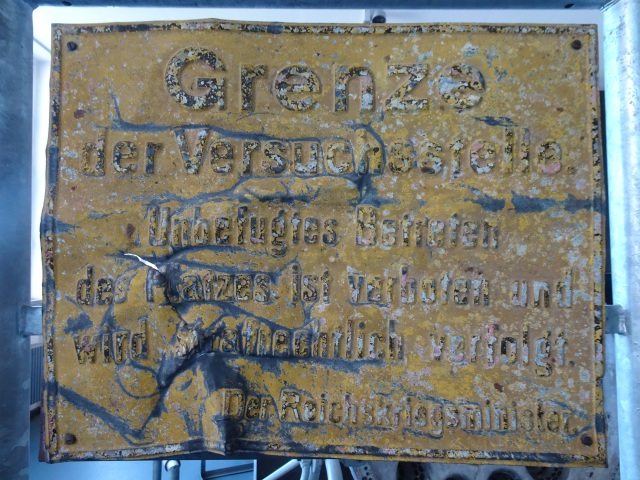 Grenze
der Versuchsstelle.
Unbefugtes Betreten
des Platzes ist verboten und
wird strafrechtlich verfolgt.
Der Reichskriegsminister.